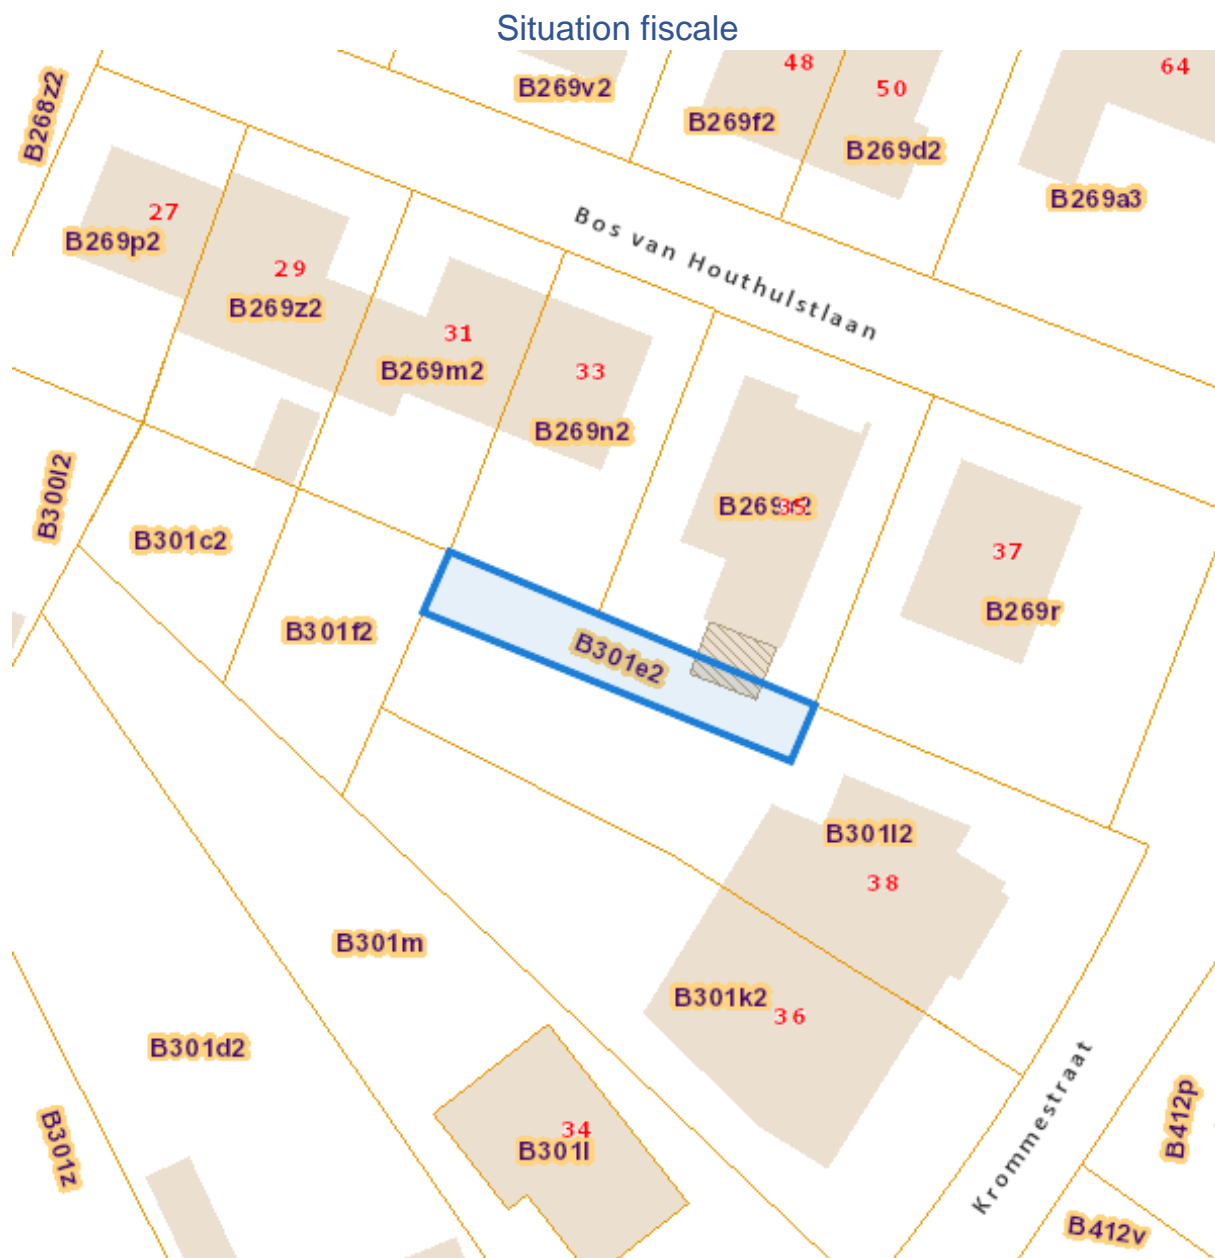 Situation fiscale
48
64
B269v2
50
B268z2
B269f2
B269d2
B269a3
27
B269p2
Bos van Houthulstlaan
29
B269z2
31
B269m2
33
B269n2
B300l2
35
B301c2
37
B269r
B301f2
B301e2
B301l2
38
B301m
B301k2
36
B301d2
34
B301l
B301z
Krommestraat
B412p
B412v